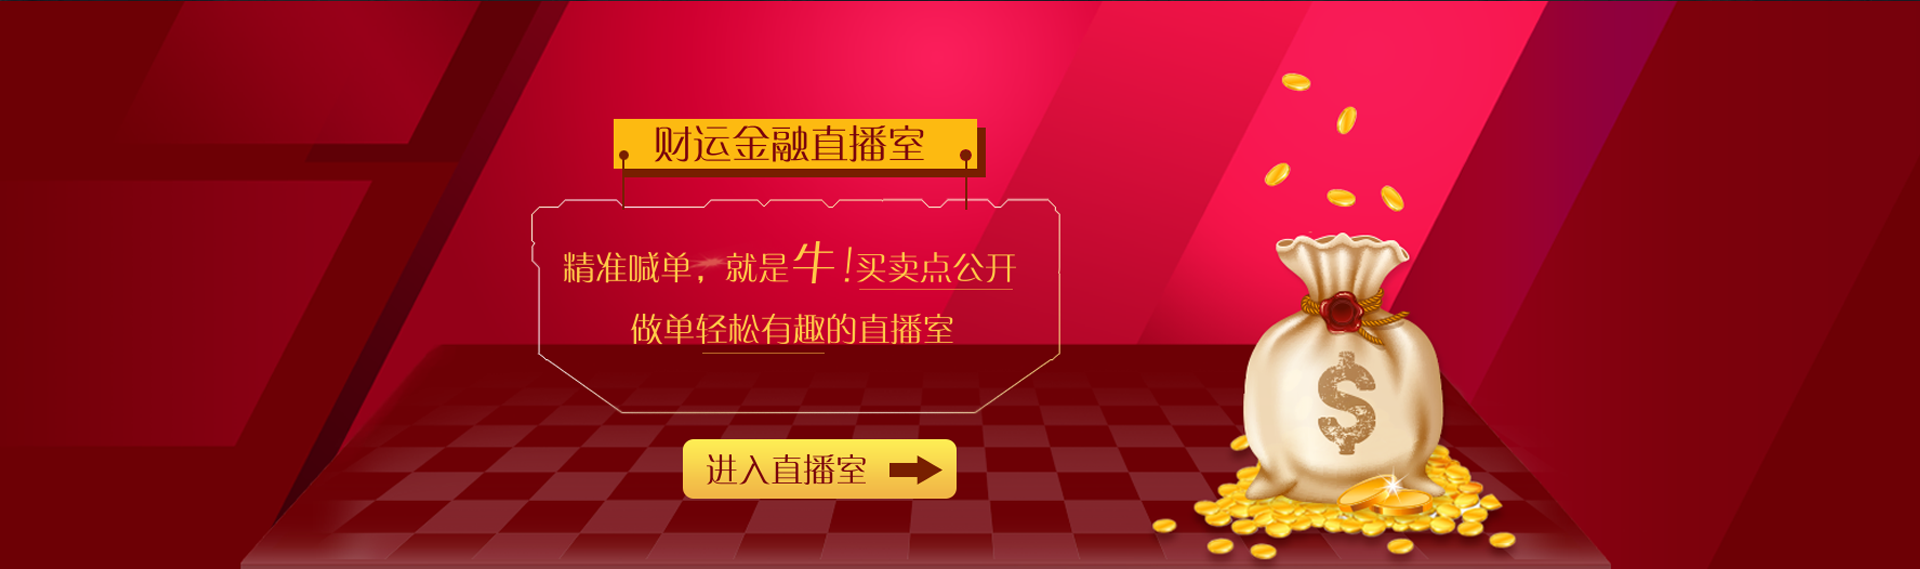 财运金融直播室
精准喊单，就是牛！买卖点公开
做单轻松有趣的直播室
进入直播室
$